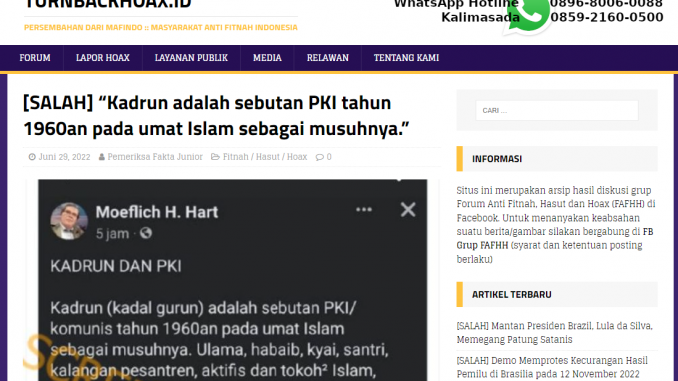 TURNBACKHOAX.ID
PERSEMBAHAN DARI MAFINDO :: MASYARAKAT ANTI FITNAH INDONESIA
WhatsApp Hotline
Kalimasada
0896-8006-0088
0859-2160-0500
FORUM LAPOR HOAX LAYANAN PUBLIK MEDIA RELAWAN TENTANG KAMI
[SALAH] “Kadrun adalah sebutan PKI tahun
1960an pada umat Islam sebagai musuhnya.”
Juni 29, 2022 Pemeriksa Fakta Junior Fitnah / Hasut / Hoax 0
Moeflich H. Hart
5 jam
KADRUN DAN PKI
Kadrun (kadal gurun) adalah sebutan PKI/
komunis tahun 1960an pada umat Islam
sebagai musuhnya. Ulama, habaib, kyai, santri,
kalangan pesantren, aktifis dan tokoh² Islam,
CARI ...
INFORMASI
Situs ini merupakan arsip hasil diskusi grup
Forum Anti Fitnah, Hasut dan Hoax (FAFHH) di
Facebook. Untuk menanyakan keabsahan
suatu berita/gambar silakan bergabung di FB
Grup FAFHH (syarat dan ketentuan posting
berlaku)
ARTIKEL TERBARU
[SALAH] Mantan Presiden Brazil, Lula da Silva,
Memegang Patung Satanis
[SALAH] Demo Memprotes Kecurangan Hasil
Pemilu di Brasilia pada 12 November 2022